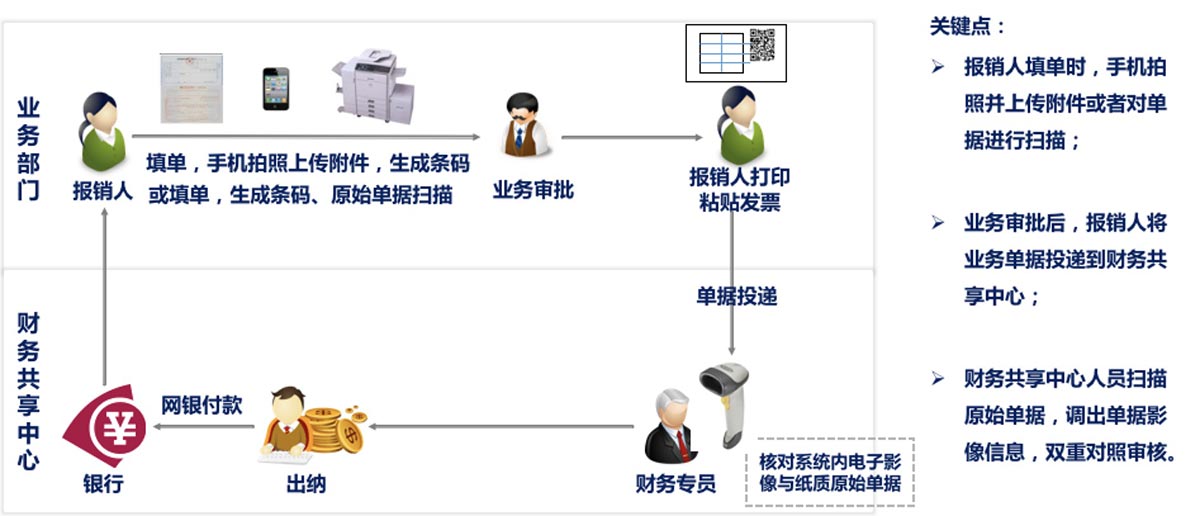 业务部门
报销人
填单，手机拍照上传附件，生成条码
或填单，生成条码、原始单据扫描
业务审批
报销人打印
粘贴发票
单据投递
财务共享中心
银行
网银付款
出纳
财务专员
核对系统内电子影
像与纸质原始单据
关键点：
报销人填单时，手机拍
照并上传附件或者对单
据进行扫描；
业务审批后，报销人将
业务单据投递到财务共
享中心；
财务共享中心人员扫描
原始单据，调出单据影
像信息，双重对照审核。